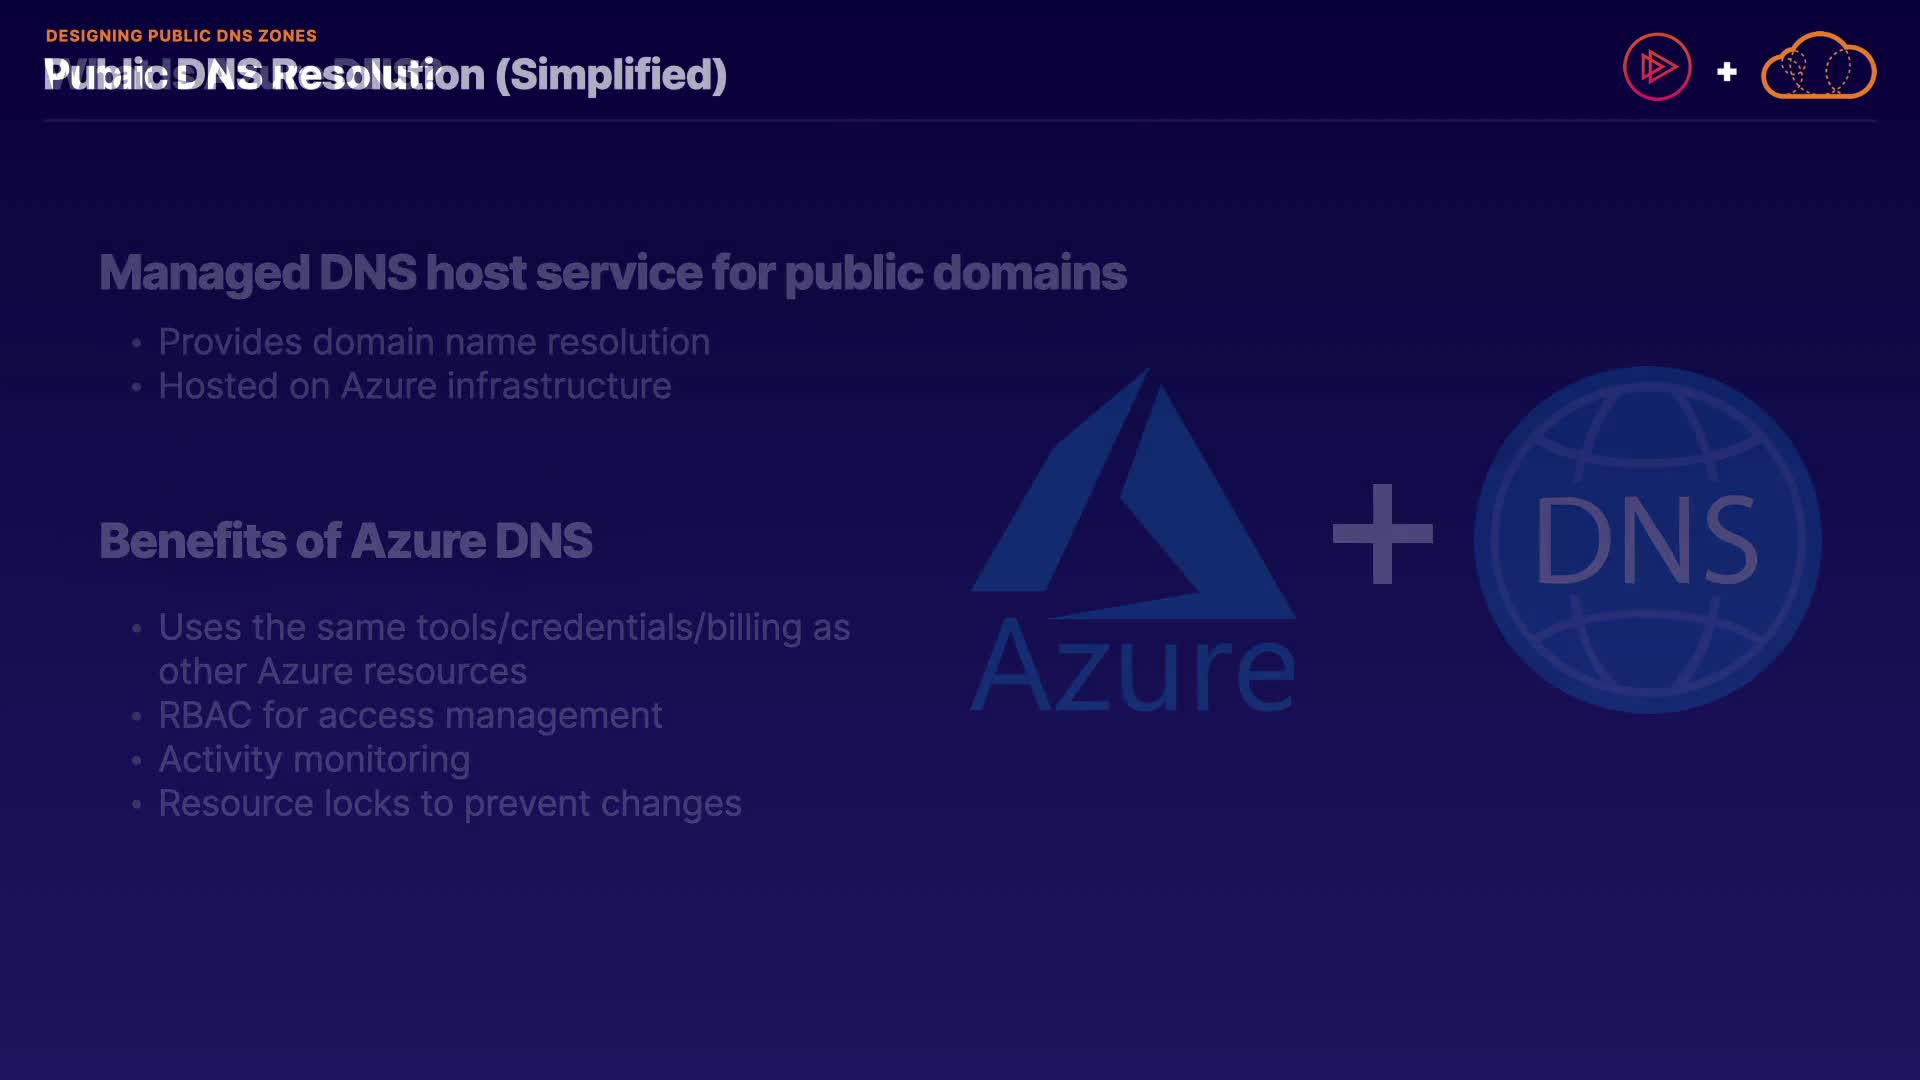 DESIGNING PUBLIC DNS ZONES
Public DNS Resolution (Simplified)
Managed DNS host service for public domains
• Provides domain name resolution
• Hosted on Azure infrastructure
Benefits of Azure DNS
• Uses the same tools/credentials/billing as
other Azure resources
• RBAC for access management
• Activity monitoring
• Resource locks to prevent changes
Azure
+
DNS